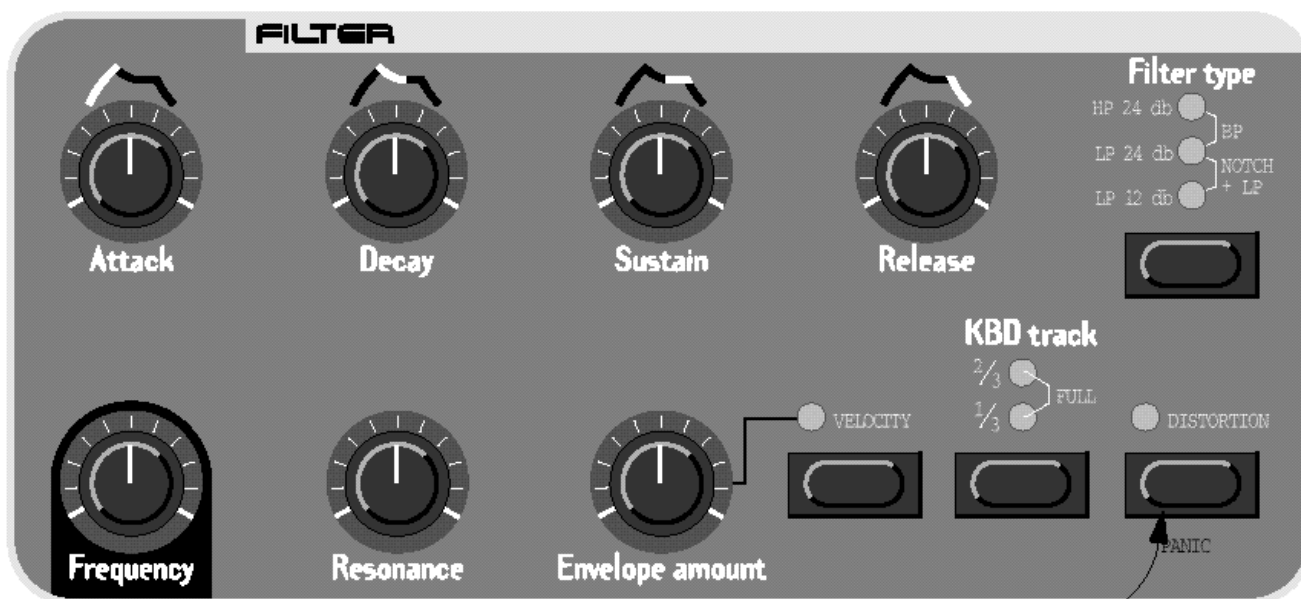 FILTER
Filter type
HP 24 db
BP
LP 24 db
NOTCH
+ LP
LP 12 db
Attack
Decay
Sustain
Release
KBD track
2/3
FULL
1/3
VELOCITY
DISTORTION
PANIC
Frequency
Resonance
Envelope amount